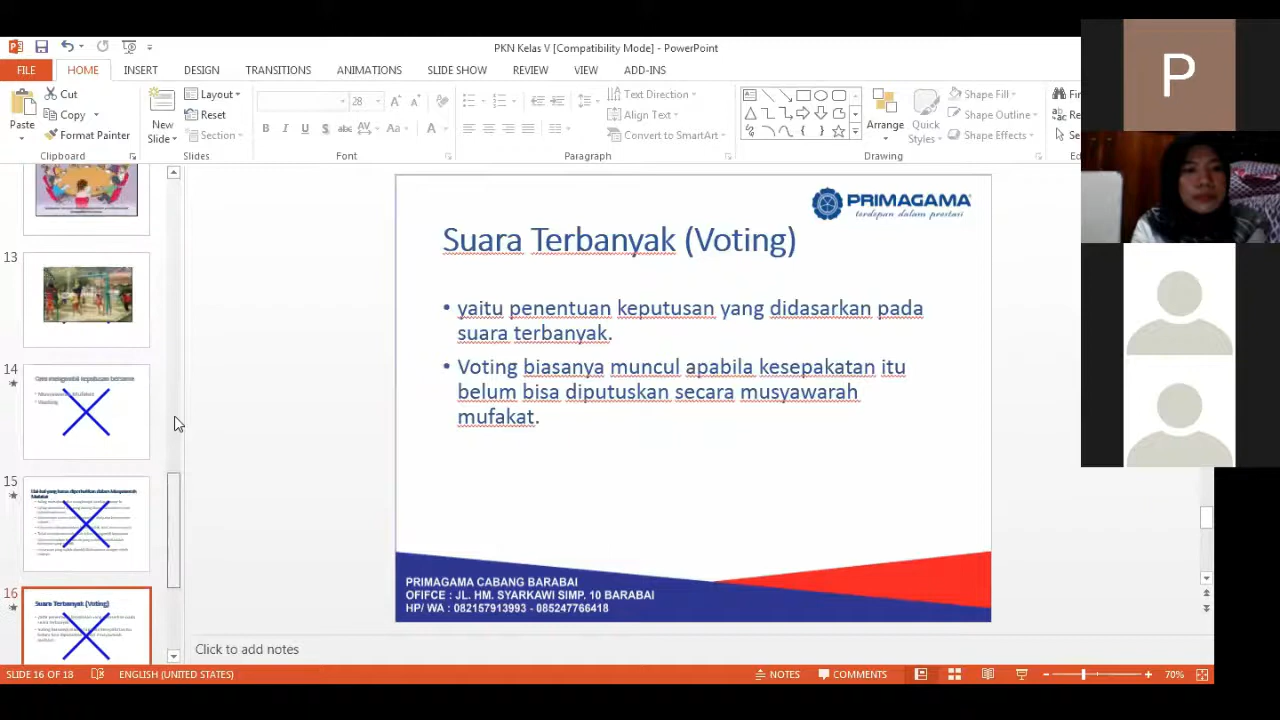 PKN Kelas V [Compatibility Mode] - PowerPoint
FILE HOME INSERT DESIGN TRANSITIONS ANIMATIONS SLIDE SHOW REVIEW VIEW ADD-INS
Paste
Cut
Copy
Format Painter
Clipboard
New Slide
Layout
Reset
Section
Slides
28
Font
Text Direction
Align Text
Convert to SmartArt
Paragraph
Arrange
Quick Styles
Shape Fill
Shape Outline
Shape Effects
Drawing
P
13
14
15
16
Suara Terbanyak (Voting)
PRIMAGAMA
terdepan dalam prestasi
Suara Terbanyak (Voting)
• yaitu penentuan keputusan yang didasarkan pada
suara terbanyak.
• Voting biasanya muncul apabila kesepakatan itu
belum bisa diputuskan secara musyawarah
mufakat.
PRIMAGAMA CABANG BARABAI
OFIFCE : JL. HM. SYARKAWI SIMP. 10 BARABAI
HP/ WA : 082157913993 - 085247766418
Click to add notes
SLIDE 16 OF 18 ENGLISH (UNITED STATES) NOTES COMMENTS 70%